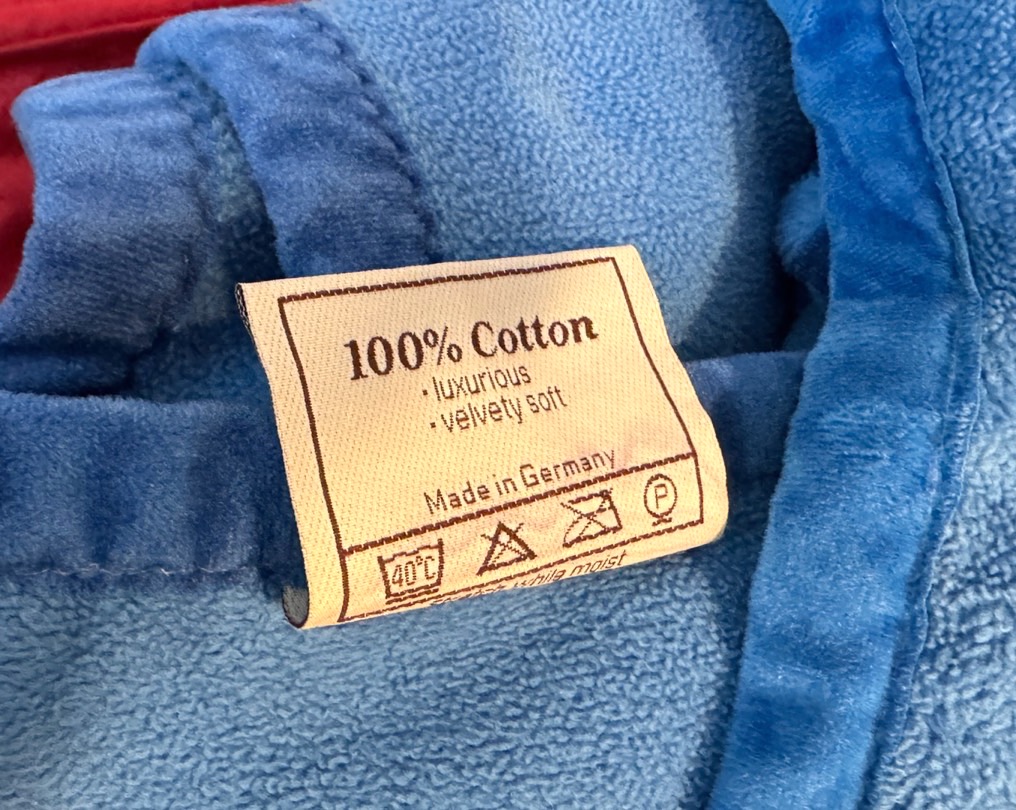 100% Cotton
· luxurious
· velvety soft
Made in Germany
40°C
P
while moist